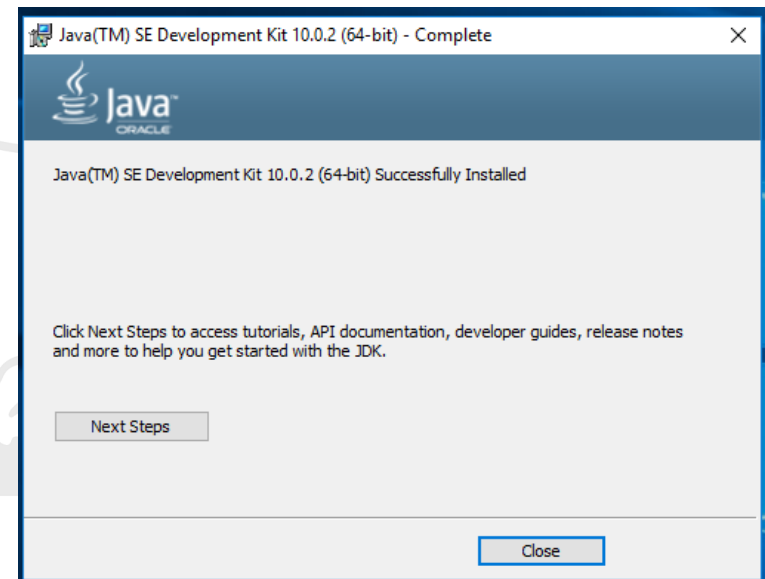 Java(TM) SE Development Kit 10.0.2 (64-bit) - Complete
Java™
ORACLE
Java(TM) SE Development Kit 10.0.2 (64-bit) Successfully Installed
Click Next Steps to access tutorials, API documentation, developer guides, release notes
and more to help you get started with the JDK.
Next Steps
Close